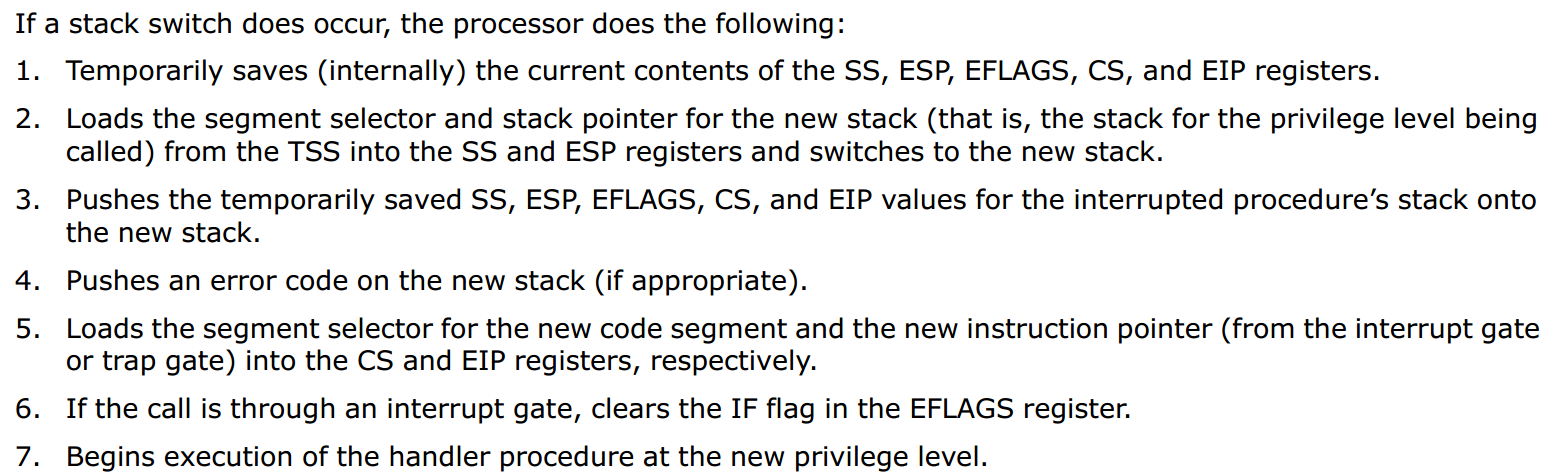 If a stack switch does occur, the processor does the following:
1. Temporarily saves (internally) the current contents of the SS, ESP, EFLAGS, CS, and EIP registers.
2. Loads the segment selector and stack pointer for the new stack (that is, the stack for the privilege level being
called) from the TSS into the SS and ESP registers and switches to the new stack.
3. Pushes the temporarily saved SS, ESP, EFLAGS, CS, and EIP values for the interrupted procedure’s stack onto
the new stack.
4. Pushes an error code on the new stack (if appropriate).
5. Loads the segment selector for the new code segment and the new instruction pointer (from the interrupt gate
or trap gate) into the CS and EIP registers, respectively.
6. If the call is through an interrupt gate, clears the IF flag in the EFLAGS register.
7. Begins execution of the handler procedure at the new privilege level.